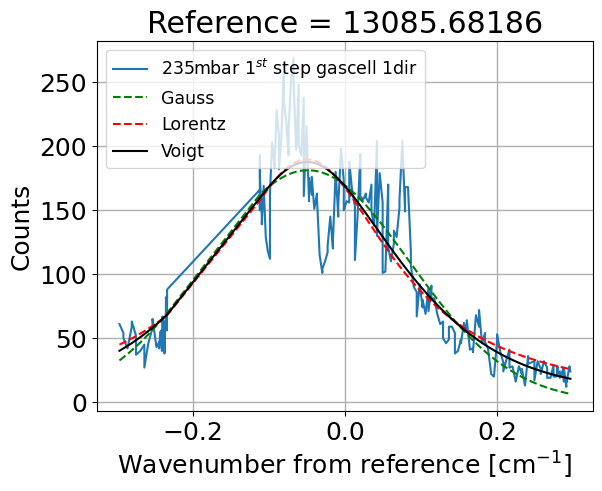 Reference = 13085.68186
235mbar 1st step gascell 1dir
Gauss
Lorentz
Voigt
Counts
250
200
150
100
50
0
−0.2 0.0 0.2
Wavenumber from reference [cm⁻¹]